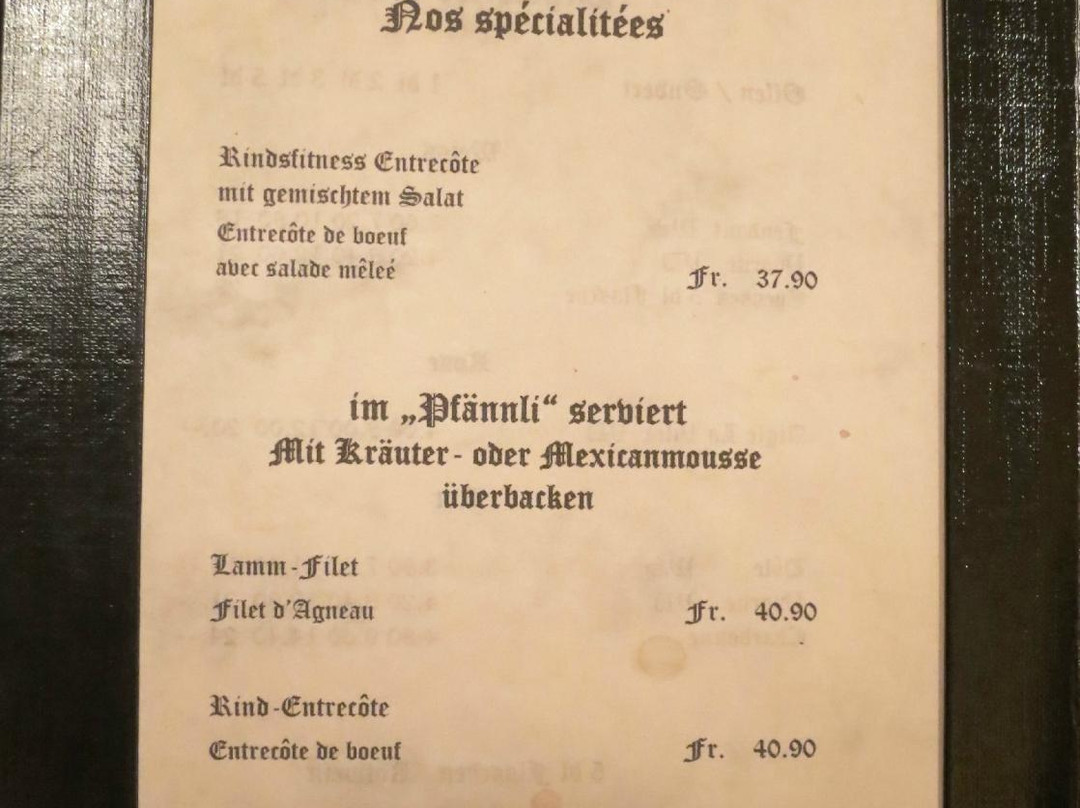 Nos spécialitées
Rindsfitness Entrecôte
mit gemischtem Salat
Entrecôte de boeuf
avec salade mêleé
Fr. 37.90
im „Pfännli“ serviert
Mit Kräuter- oder Mexicanmousse
überbacken
Lamm-Filet
Filet d'Agneau
Fr. 40.90
Rind-Entrecôte
Entrecôte de boeuf
Fr. 40.90